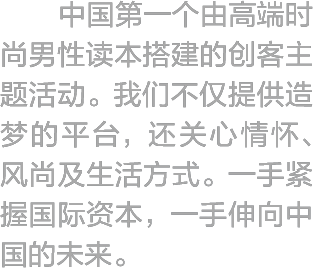 中国第一个由高端时
尚男性读本搭建的创客主
题活动。我们不仅提供造
梦的平台，还关心情怀、
风尚及生活方式。一手紧
握国际资本，一手伸向中
国的未来。